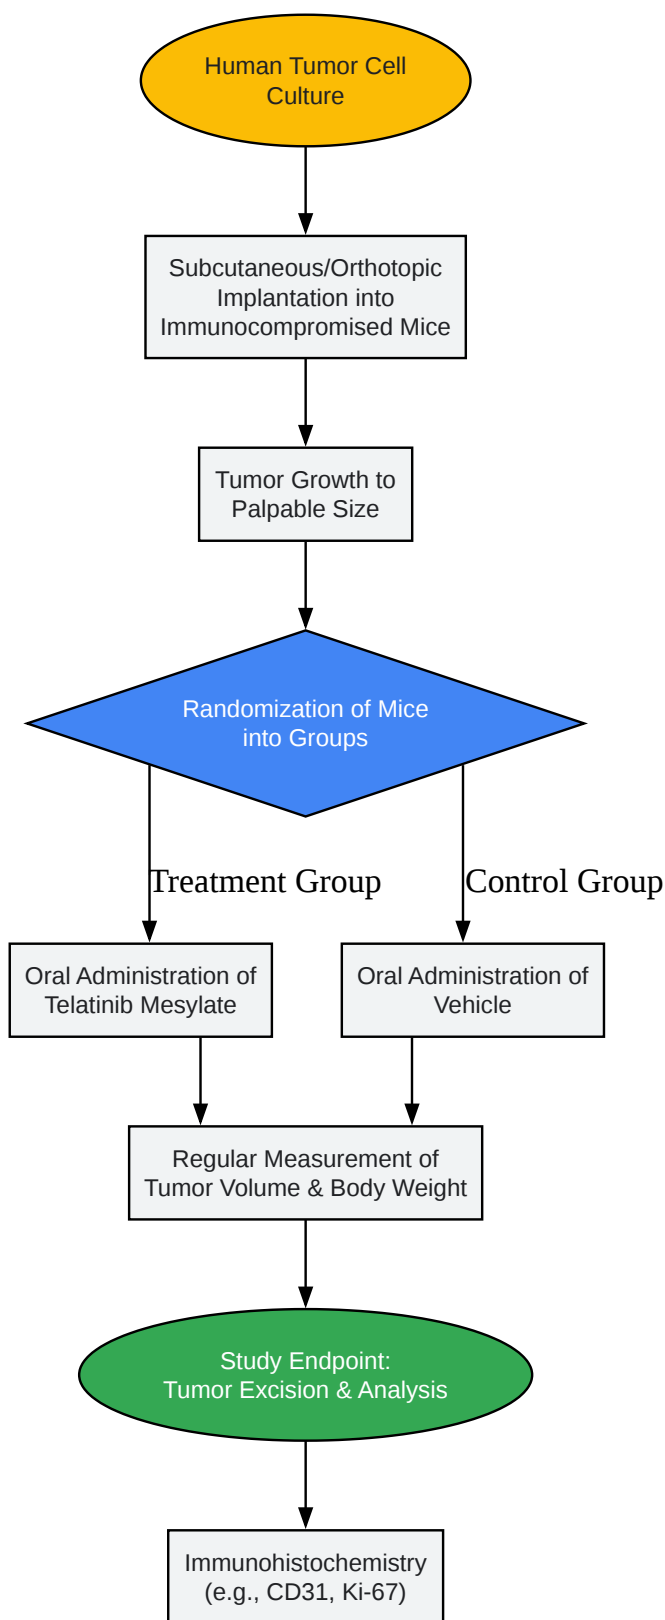 Human Tumor Cell
Culture
Subcutaneous/Orthotopic
Implantation into
Immunocompromised Mice
Tumor Growth to
Palpable Size
Randomization of Mice
into Groups
Treatment Group
Control Group
Oral Administration of
Telatinib Mesylate
Oral Administration of
Vehicle
Regular Measurement of
Tumor Volume & Body Weight
Study Endpoint:
Tumor Excision & Analysis
Immunohistochemistry
(e.g., CD31, Ki-67)